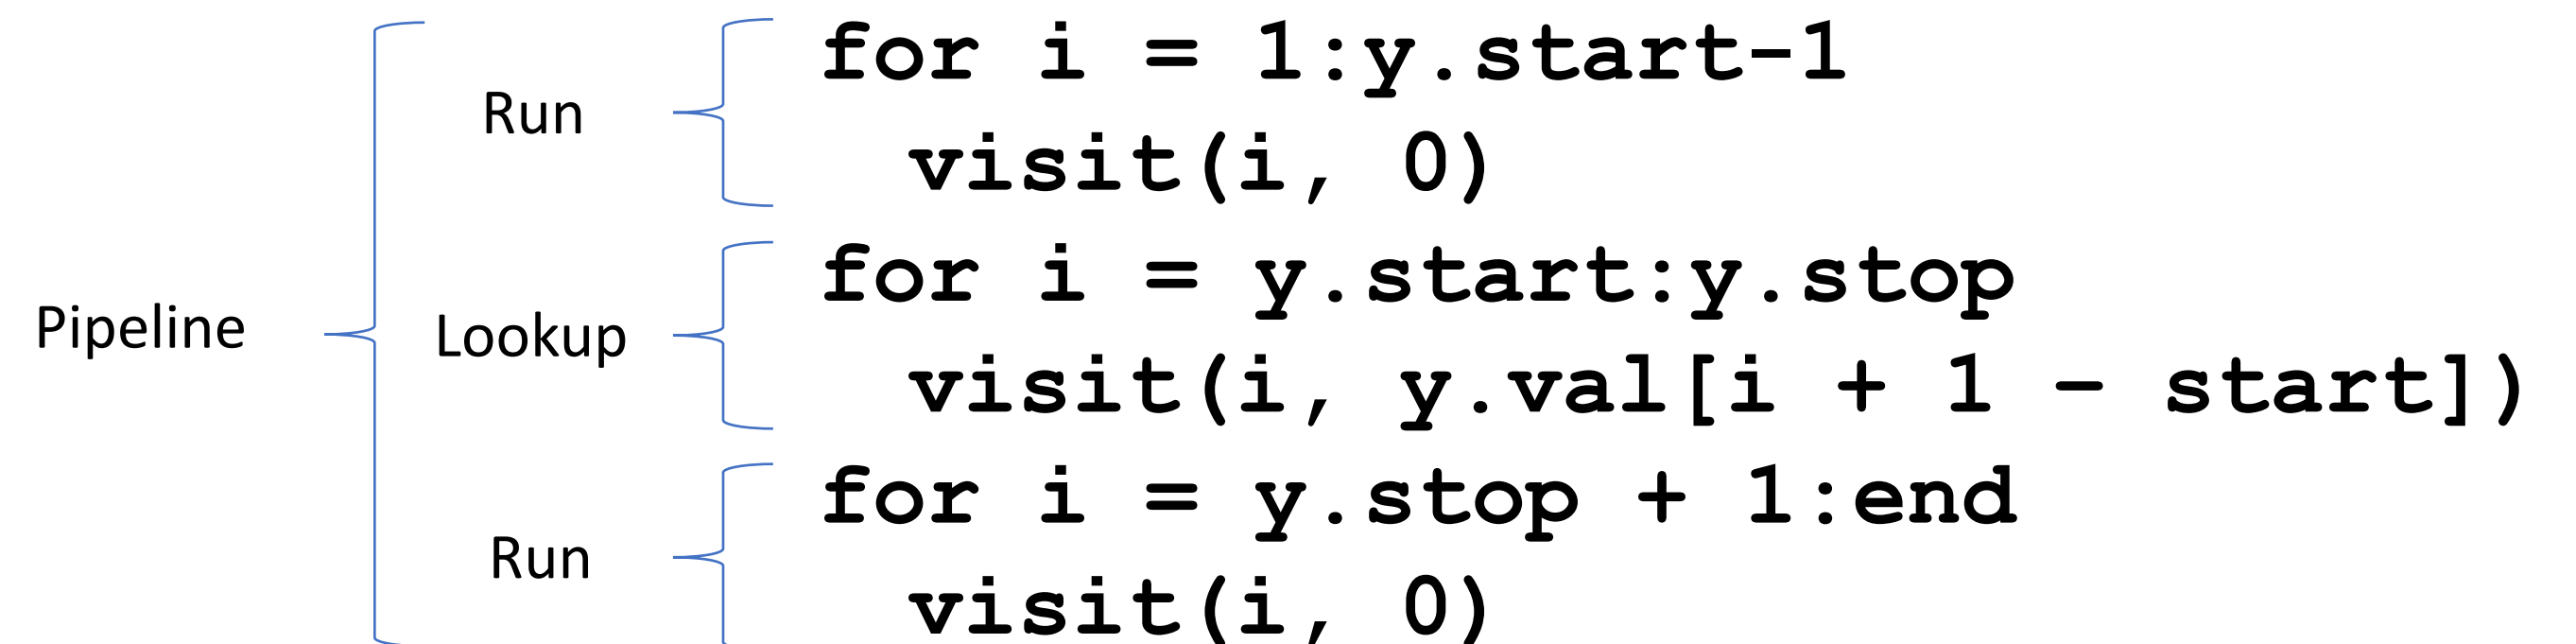 for i = 1:y.start-1
Run
visit(i, 0)
for i = y.start:y.stop
Pipeline
Lookup
visit(i, y.val[i + 1 - start])
for i = y.stop + 1:end
Run
visit(i, 0)